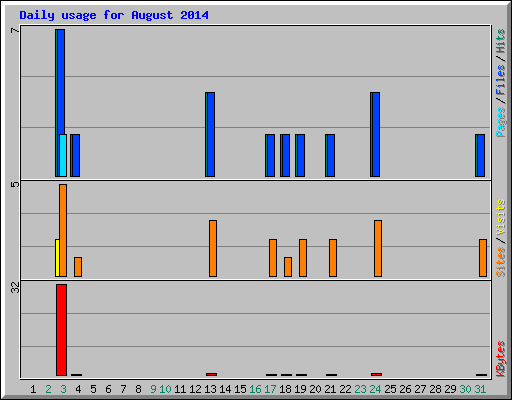 Daily usage for August 2014
7
5
32
Pages/Files/Hits
Sites/Visits
KBytes
1 2 3 4 5 6 7 8 9 10 11 12 13 14 15 16 17 18 19 20 21 22 23 24 25 26 27 28 29 30 31